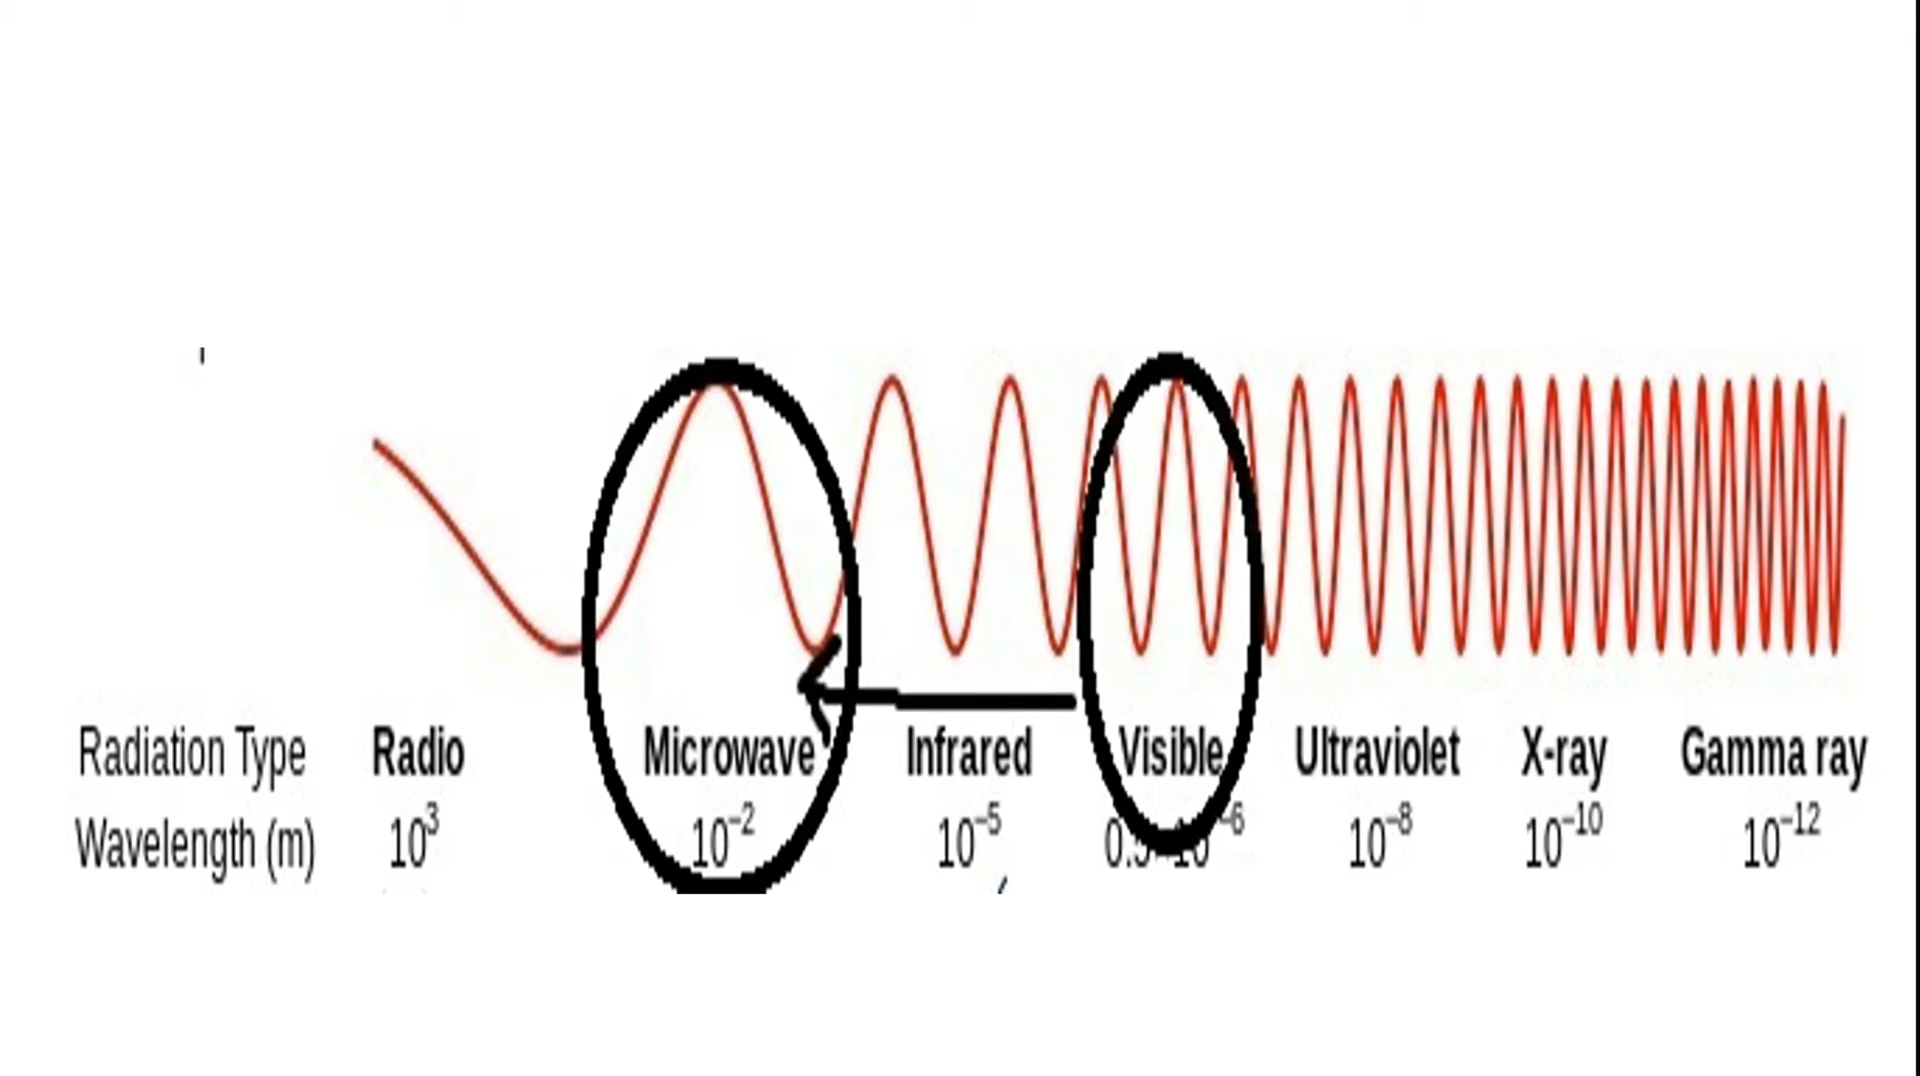 Radiation Type Radio Microwave Infrared Visible Ultraviolet X-ray Gamma ray
Wavelength (m) 10³ 10⁻² 10⁻⁵ 10⁻⁸ 10⁻¹⁰ 10⁻¹²